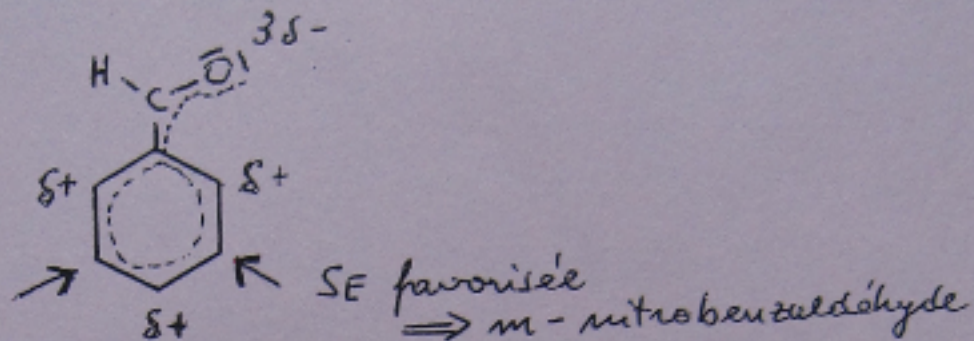 3δ-
H
C
O
δ+ δ+
SE favorisée
δ+ ⟹ m-nitrobenzaldéhyde